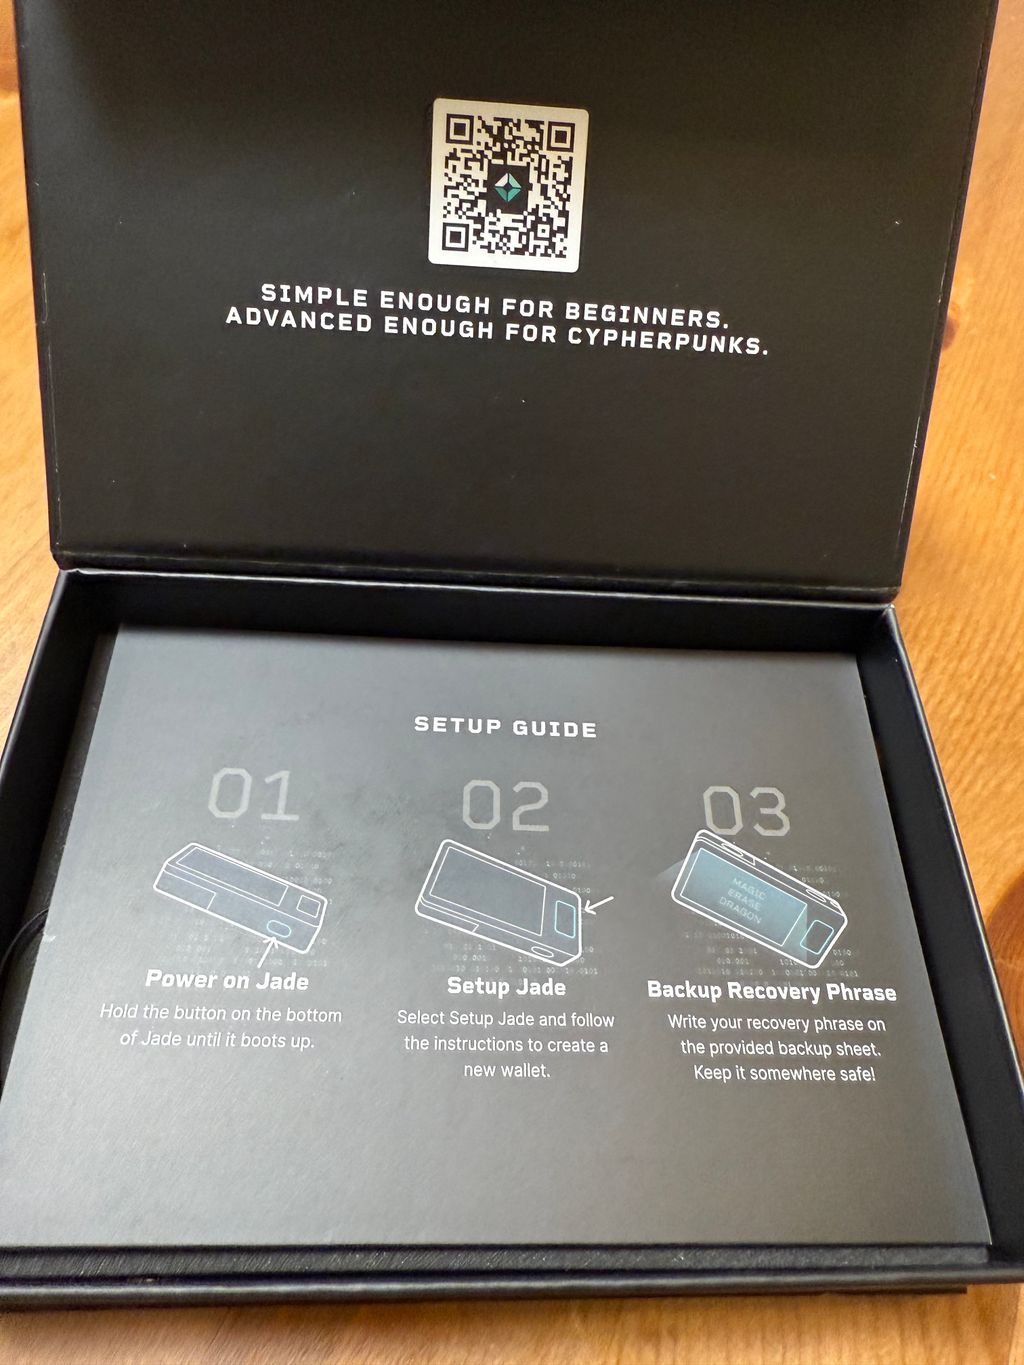 SIMPLE ENOUGH FOR BEGINNERS.
ADVANCED ENOUGH FOR CYPHERPUNKS.
SETUP GUIDE
01
Power on Jade
Hold the button on the bottom
of Jade until it boots up.
02
Setup Jade
Select Setup Jade and follow
the instructions to create a
new wallet.
03
MAGIC
ERASE
DRAGON
Backup Recovery Phrase
Write your recovery phrase on
the provided backup sheet.
Keep it somewhere safe!